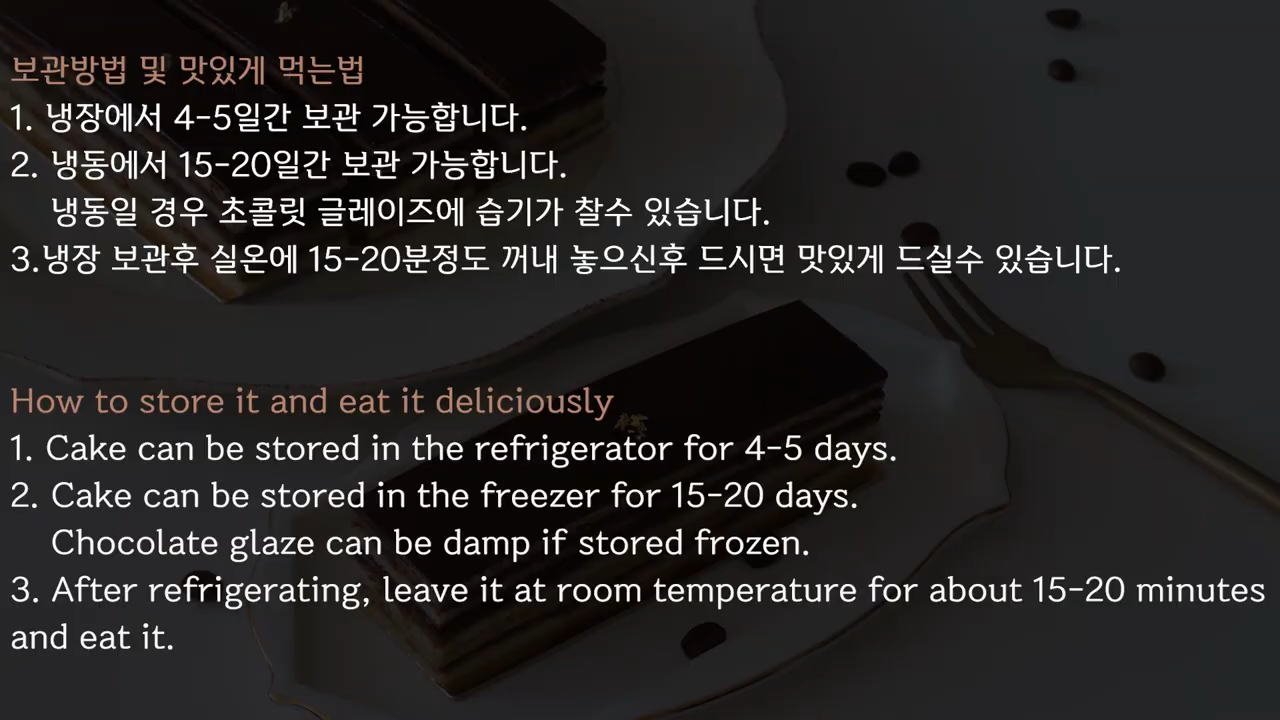 보관방법 및 맛있게 먹는법
1. 냉장에서 4-5일간 보관 가능합니다.
2. 냉동에서 15-20일간 보관 가능합니다.
냉동일 경우 초콜릿 글레이즈에 습기가 찰수 있습니다.
3.냉장 보관후 실온에 15-20분정도 꺼내 놓으신후 드시면 맛있게 드실수 있습니다.
How to store it and eat it deliciously
1. Cake can be stored in the refrigerator for 4-5 days.
2. Cake can be stored in the freezer for 15-20 days.
Chocolate glaze can be damp if stored frozen.
3. After refrigerating, leave it at room temperature for about 15-20 minutes
and eat it.